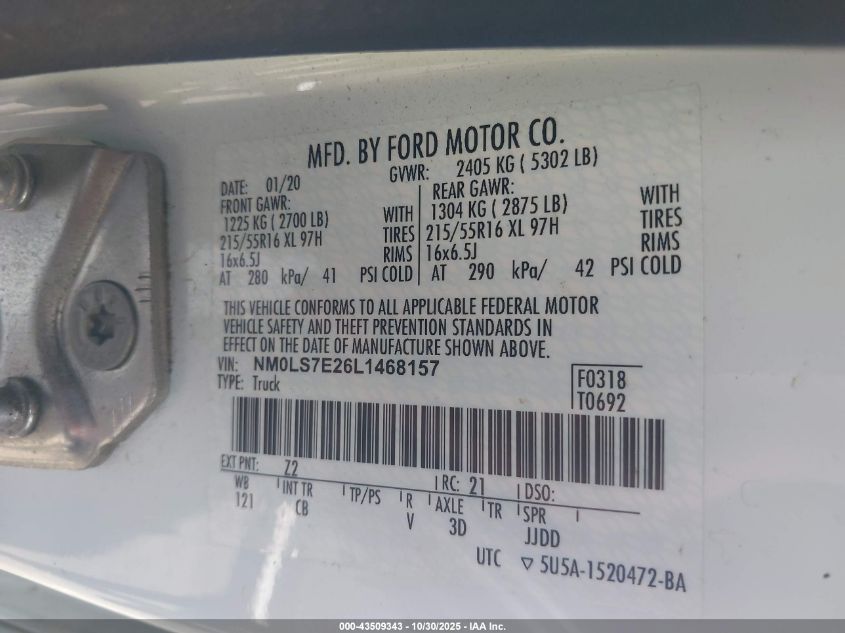 MFD. BY FORD MOTOR CO.
DATE: 01/20 GVWR: 2405 KG ( 5302 LB)
FRONT GAWR: REAR GAWR:
1225 KG ( 2700 LB) WITH 1304 KG ( 2875 LB) WITH
215/55R16 XL 97H TIRES 215/55R16 XL 97H TIRES
16x6.5J RIMS 16x6.5J RIMS
AT 280 kPa/ 41 PSI COLD AT 290 kPa/ 42 PSI COLD
THIS VEHICLE CONFORMS TO ALL APPLICABLE FEDERAL MOTOR
VEHICLE SAFETY AND THEFT PREVENTION STANDARDS IN
EFFECT ON THE DATE OF MANUFACTURE SHOWN ABOVE.
VIN: NM0LS7E26L1468157
TYPE: Truck
F0318
T0692
EXT PNT: Z2 RC: 21 DSO:
WB INT TR TP/PS R AXLE TR SPR
121 CB V 3D JJDD
UTC ▽ 5U5A-1520472-BA
000-43509343 - 10/30/2025 - IAA Inc.